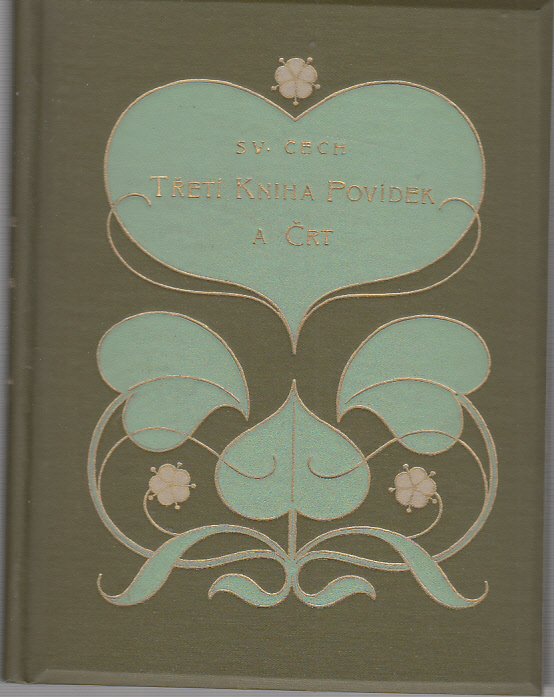 SV. ČECH
TŘETÍ KNIHA POVÍDEK
A ČRT